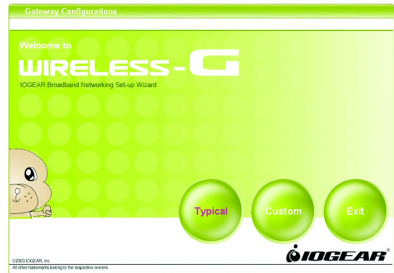 Gateway Configurations
Welcome to
WIRELESS-G
IOGEAR Broadband Networking Set-up Wizard
Typical
Custom
Exit
IOGEAR
©2003 IOGEAR, Inc.
All other trademarks belong to the respective owners.